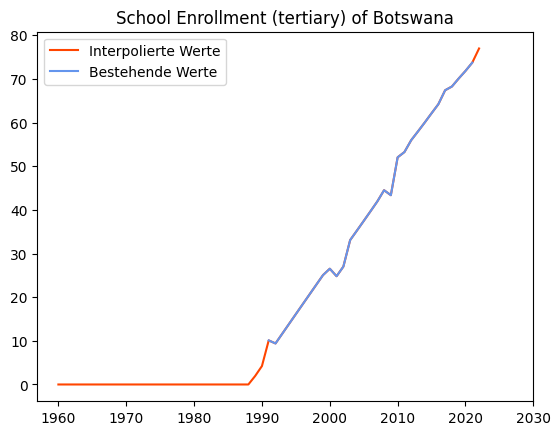 School Enrollment (tertiary) of Botswana
80
70
60
50
40
30
20
10
0
Interpolierte Werte
Bestehende Werte
1960 1970 1980 1990 2000 2010 2020 2030